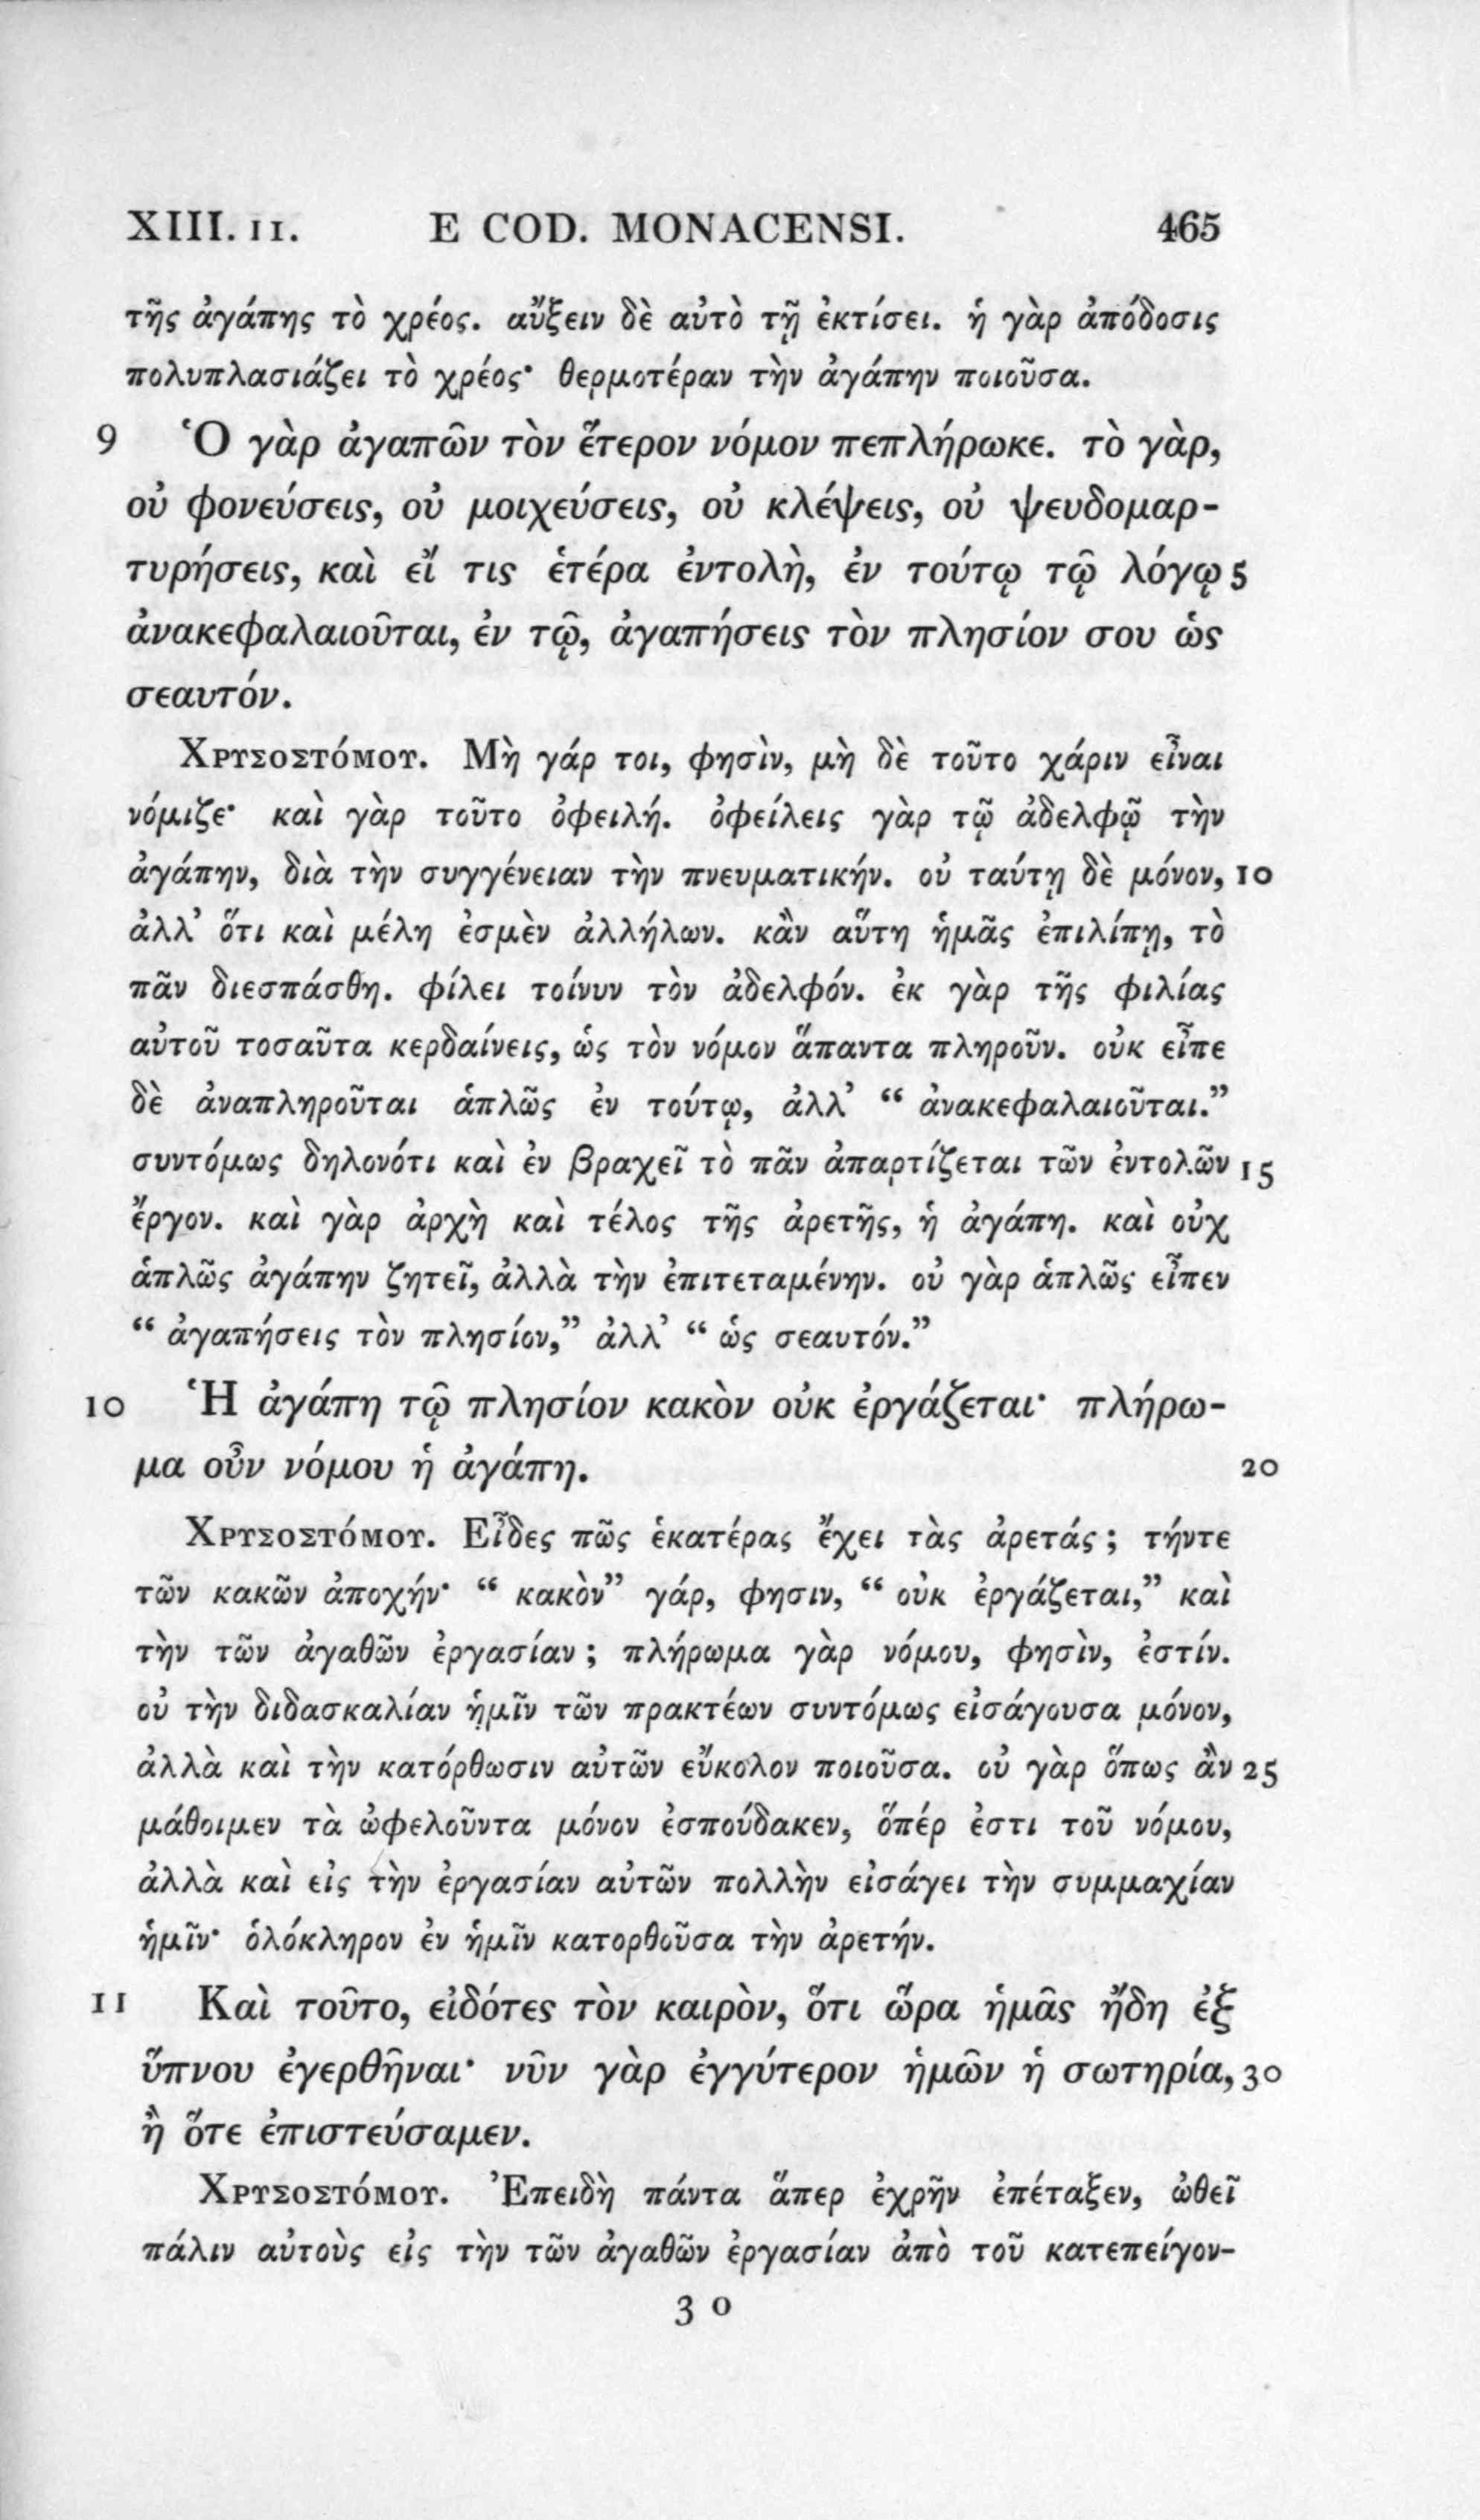 XIII. 11. E COD. MONACENSI. 465
τῆς ἀγάπης τὸ χρέος. αὔξειν δὲ αὐτὸ τῇ ἐκτίσει. ἡ γὰρ ἀπόδοσις
πολυπλασιάζει τὸ χρέος· θερμοτέραν τὴν ἀγάπην ποιοῦσα.
9 Ὁ γὰρ ἀγαπῶν τὸν ἕτερον νόμον πεπλήρωκε. τὸ γὰρ,
οὐ φονεύσεις, οὐ μοιχεύσεις, οὐ κλέψεις, οὐ ψευδομαρ-
τυρήσεις, καὶ εἴ τις ἑτέρα ἐντολὴ, ἐν τούτῳ τῷ λόγῳ 5
ἀνακεφαλαιοῦται, ἐν τῷ, ἀγαπήσεις τὸν πλησίον σου ὡς
σεαυτόν.
ΧΡΥΣΟΣΤόΜΟΥ. Μὴ γάρ τοι, φησὶν, μὴ δὲ τοῦτο χάριν εἶναι
νόμιζε· καὶ γὰρ τοῦτο ὀφειλή. ὀφείλεις γὰρ τῷ ἀδελφῷ τὴν
ἀγάπην, διὰ τὴν συγγένειαν τὴν πνευματικήν. οὐ ταύτῃ δὲ μόνον, 10
ἀλλ’ ὅτι καὶ μέλη ἐσμὲν ἀλλήλων. κἂν αὕτη ἡμᾶς ἐπιλίπῃ, τὸ
πᾶν διεσπάσθη. φίλει τοίνυν τὸν ἀδελφόν. ἐκ γὰρ τῆς φιλίας
αὐτοῦ τοσαῦτα κερδαίνεις, ὡς τὸν νόμον ἅπαντα πληροῦν. οὐκ εἶπε
δὲ ἀναπληροῦται ἁπλῶς ἐν τούτῳ, ἀλλ’ “ ἀνακεφαλαιοῦται.”
συντόμως δηλονότι καὶ ἐν βραχεῖ τὸ πᾶν ἀπαρτίζεται τῶν ἐντολῶν 15
ἔργον. καὶ γὰρ ἀρχὴ καὶ τέλος τῆς ἀρετῆς, ἡ ἀγάπη. καὶ οὐχ
ἁπλῶς ἀγάπην ζητεῖ, ἀλλὰ τὴν ἐπιτεταμένην. οὐ γὰρ ἁπλῶς εἶπεν
“ ἀγαπήσεις τὸν πλησίον,” ἀλλ’ “ ὡς σεαυτόν.”
10 Ἡ ἀγάπη τῷ πλησίον κακὸν οὐκ ἐργάζεται· πλήρω-
μα οὖν νόμου ἡ ἀγάπη. 20
ΧΡΥΣΟΣΤόΜΟΥ. Εἶδες πῶς ἑκατέρας ἔχει τὰς ἀρετάς ; τήντε
τῶν κακῶν ἀποχήν· “ κακὸν” γάρ, φησιν, “ οὐκ ἐργάζεται,” καὶ
τὴν τῶν ἀγαθῶν ἐργασίαν ; πλήρωμα γὰρ νόμου, φησὶν, ἐστίν.
οὐ τὴν διδασκαλίαν ἡμῖν τῶν πρακτέων συντόμως εἰσάγουσα μόνον,
ἀλλὰ καὶ τὴν κατόρθωσιν αὐτῶν εὔκολον ποιοῦσα. οὐ γὰρ ὅπως ἂν 25
μάθοιμεν τὰ ὠφελοῦντα μόνον ἐσπούδακεν, ὅπέρ ἐστι τοῦ νόμου,
ἀλλὰ καὶ εἰς τὴν ἐργασίαν αὐτῶν πολλὴν εἰσάγει τὴν συμμαχίαν
ἡμῖν· ὁλόκληρον ἐν ἡμῖν κατορθοῦσα τὴν ἀρετήν.
11 Καὶ τοῦτο, εἰδότες τὸν καιρὸν, ὅτι ὥρα ἡμᾶς ἤδη ἐξ
ὕπνου ἐγερθῆναι· νῦν γὰρ ἐγγύτερον ἡμῶν ἡ σωτηρία, 30
ἢ ὅτε ἐπιστεύσαμεν.
ΧΡΥΣΟΣΤόΜΟΥ. Ἐπειδὴ πάντα ἅπερ ἐχρῆν ἐπέταξεν, ὠθεῖ
πάλιν αὐτοὺς εἰς τὴν τῶν ἀγαθῶν ἐργασίαν ἀπὸ τοῦ κατεπείγον-
3 O